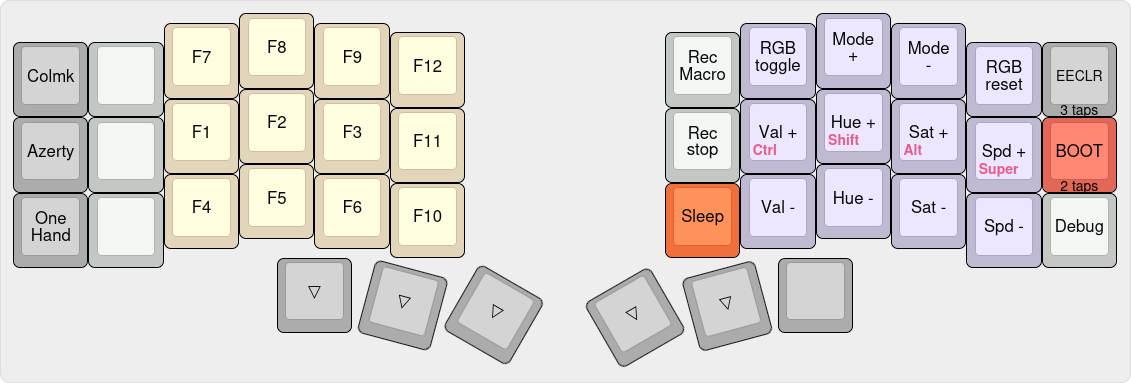 Colmk
F7
F8
F9
F12
Azerty
F1
F2
F3
F11
One
Hand
F4
F5
F6
F10
▽
▽
▽
Rec
Macro
RGB
toggle
Mode
+
Mode
-
RGB
reset
EECLR
3 taps
Rec
stop
Val +
Ctrl
Hue +
Shift
Sat +
Alt
Spd +
Super
BOOT
2 taps
Sleep
Val -
Hue -
Sat -
Spd -
Debug
▽
▽